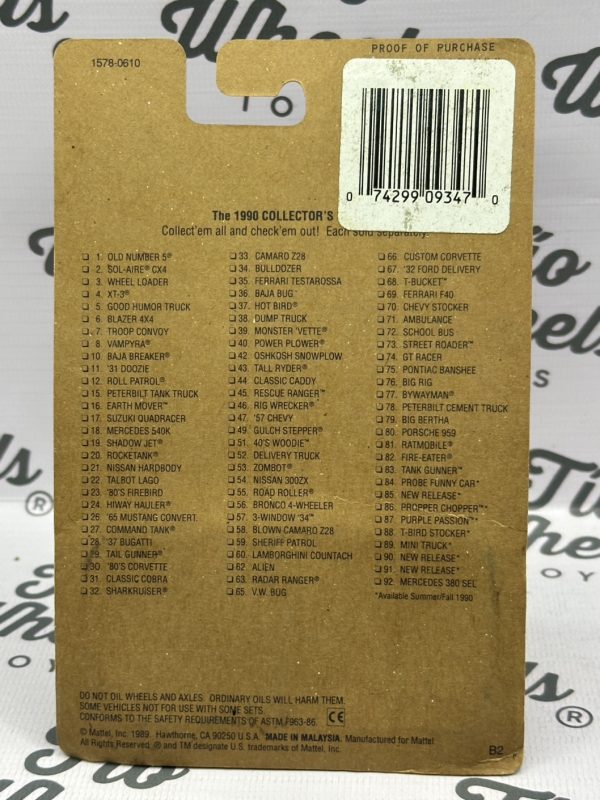 PROOF OF PURCHASE
1578-0610
0 74299 09347 0
The 1990 COLLECTOR'S
Collect'em all and check'em out! Each sold separately.
❑ 1. OLD NUMBER 5®
❑ 2. SOL-AIRE® CX4
❑ 3. WHEEL LOADER
❑ 4. XT-3®
❑ 5. GOOD HUMOR TRUCK
❑ 6. BLAZER 4X4
❑ 7. TROOP CONVOY
❑ 8. VAMPYRA®
❑ 10. BAJA BREAKER®
❑ 11. '31 DOOZIE
❑ 12. ROLL PATROL®
❑ 15. PETERBILT TANK TRUCK
❑ 16. EARTH MOVER™
❑ 17. SUZUKI QUADRACER
❑ 18. MERCEDES 540K
❑ 19. SHADOW JET®
❑ 20. ROCKETANK®
❑ 21. NISSAN HARDBODY
❑ 22. TALBOT LAGO
❑ 23. '80'S FIREBIRD
❑ 24. HIWAY HAULER®
❑ 26. '65 MUSTANG CONVERT.
❑ 27. COMMAND TANK®
❑ 28. '37 BUGATTI
❑ 29. TAIL GUNNER®
❑ 30. '80'S CORVETTE
❑ 31. CLASSIC COBRA
❑ 32. SHARKRUISER®
❑ 33. CAMARO Z28
❑ 34. BULLDOZER
❑ 35. FERRARI TESTAROSSA
❑ 36. BAJA BUG®
❑ 37. HOT BIRD®
❑ 38. DUMP TRUCK
❑ 39. MONSTER 'VETTE®
❑ 40. POWER PLOWER®
❑ 42. OSHKOSH SNOWPLOW
❑ 43. TALL RYDER®
❑ 44. CLASSIC CADDY
❑ 45. RESCUE RANGER™
❑ 46. RIG WRECKER®
❑ 47. '57 CHEVY
❑ 49. GULCH STEPPER®
❑ 51. 40'S WOODIE™
❑ 52. DELIVERY TRUCK
❑ 53. ZOMBOT®
❑ 54. NISSAN 300ZX
❑ 55. ROAD ROLLER®
❑ 56. BRONCO 4-WHEELER
❑ 57. 3-WINDOW '34™
❑ 58. BLOWN CAMARO Z28
❑ 59. SHERIFF PATROL
❑ 60. LAMBORGHINI COUNTACH
❑ 62. ALIEN
❑ 63. RADAR RANGER®
❑ 65. V.W. BUG
❑ 66. CUSTOM CORVETTE
❑ 67. '32 FORD DELIVERY
❑ 68. T-BUCKET™
❑ 69. FERRARI F40
❑ 70. CHEVY STOCKER
❑ 71. AMBULANCE
❑ 72. SCHOOL BUS
❑ 73. STREET ROADER™
❑ 74. GT RACER
❑ 75. PONTIAC BANSHEE
❑ 76. BIG RIG
❑ 77. BYWAYMAN®
❑ 78. PETERBILT CEMENT TRUCK
❑ 79. BIG BERTHA
❑ 80. PORSCHE 959
❑ 81. RATMOBILE®
❑ 82. FIRE-EATER®
❑ 83. TANK GUNNER™
❑ 84. PROBE FUNNY CAR*
❑ 85. NEW RELEASE*
❑ 86. PROPPER CHOPPER™*
❑ 87. PURPLE PASSION™*
❑ 88. T-BIRD STOCKER*
❑ 89. MINI TRUCK*
❑ 90. NEW RELEASE*
❑ 91. NEW RELEASE*
❑ 92. MERCEDES 380 SEL
*Available Summer/Fall 1990
DO NOT OIL WHEELS AND AXLES. ORDINARY OILS WILL HARM THEM.
SOME VEHICLES NOT FOR USE WITH SOME SETS.
CONFORMS TO THE SAFETY REQUIREMENTS OF ASTM F963-86. CE
© Mattel, Inc. 1989. Hawthorne, CA 90250 U.S.A. MADE IN MALAYSIA. Manufactured for Mattel
All Rights Reserved. ® and TM designate U.S. trademarks of Mattel, Inc.
B2